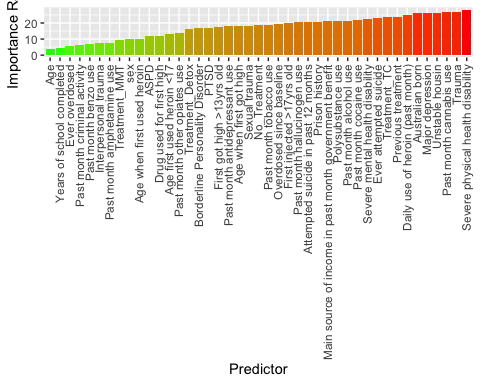 Importance R
20
10
0
Age
Years of school completed
Ever overdosed
Past month criminal activity
Past month benzo use
Interpersonal trauma
Past month amphetamine use
Treatment_MMT
sex
Age when first used heroin
ASPD
Drug used for first high
Age first used heroin <17
Past month other opiates use
Treatment_Detox
Borderline Personality Disorder
PTSD
First got high >13yrs old
Past month antidepressant use
Age when first got high
Sexual trauma
No_Treatment
Past month tobacco use
Overdosed since baseline
First injected >17yrs old
Past monthhallucinogen use
Attempted suicide in past 12 months
Prison history
Main source of income in past month government benefit
Polysubstance use
Past month alcohol use
Past month cocaine use
Severe mental health disability
Ever attempted suicide
Treatment_TC
Previous treatment
Daily use of heroin (past month)
Australian born
Major depression
Unstable housin
Past month cannabis use
Trauma
Severe physical health disability
Predictor